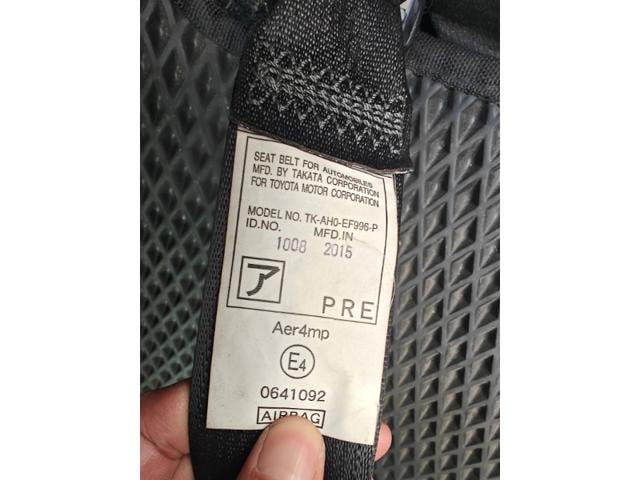 SEAT BELT FOR AUTOMOBILES
MFD. BY TAKATA CORPORATION
FOR TOYOTA MOTOR CORPORATION
MODEL NO. TK-AH0-EF996-P
ID.NO. MFD.IN
1008 2015
ア PRE
Aer4mp
E4
0641092
AIRBAG